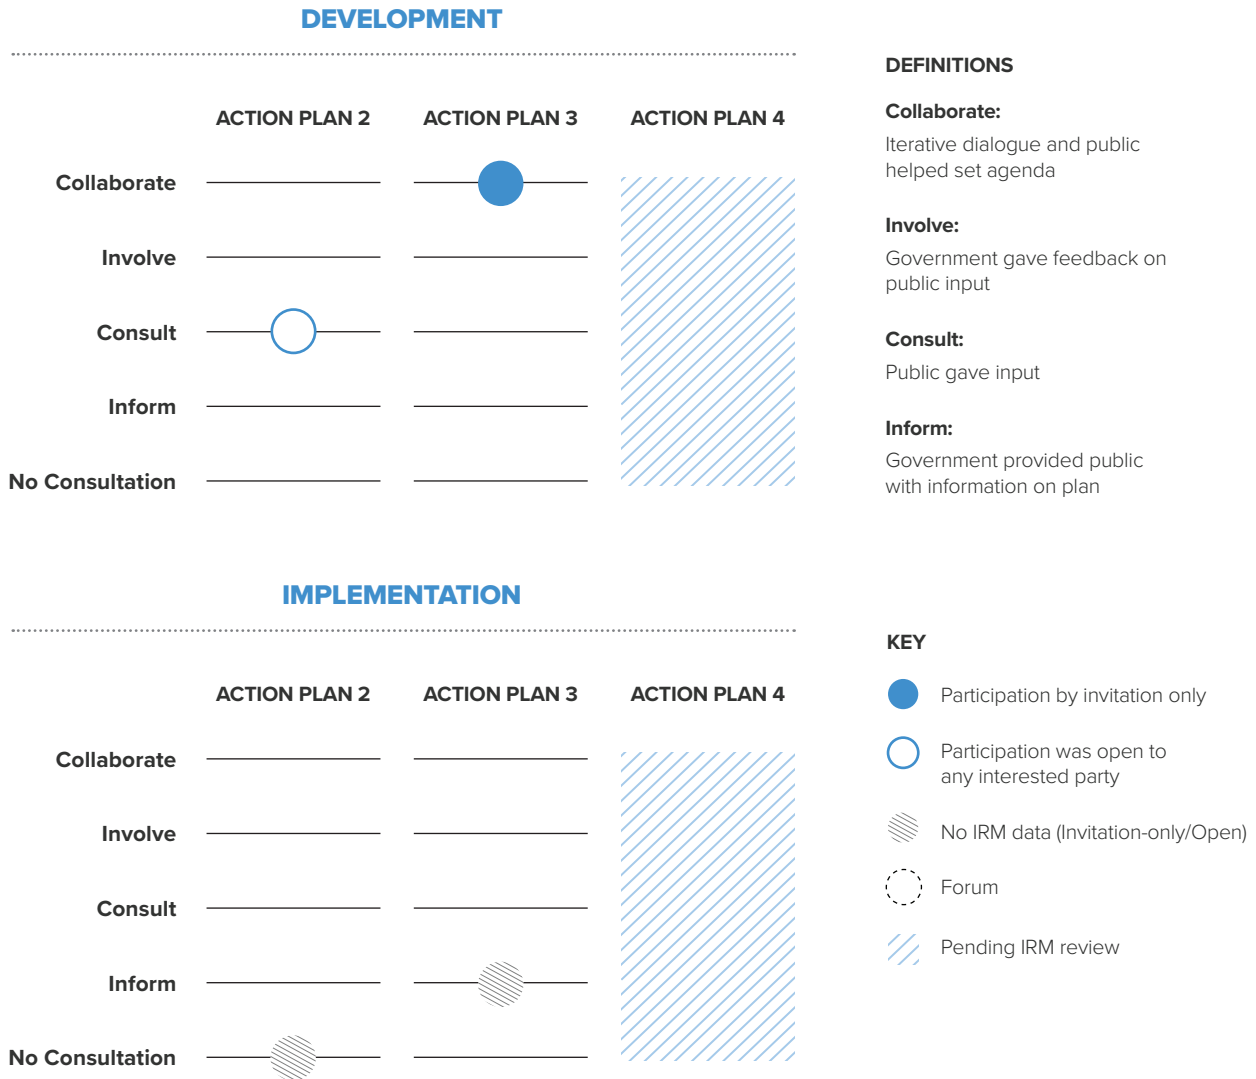 DEVELOPMENT
ACTION PLAN 2
ACTION PLAN 3
ACTION PLAN 4
Collaborate
Involve
Consult
Inform
No Consultation
DEFINITIONS
Collaborate:
Iterative dialogue and public
helped set agenda
Involve:
Government gave feedback on
public input
Consult:
Public gave input
Inform:
Government provided public
with information on plan
IMPLEMENTATION
ACTION PLAN 2
ACTION PLAN 3
ACTION PLAN 4
Collaborate
Involve
Consult
Inform
No Consultation
KEY
Participation by invitation only
Participation was open to
any interested party
No IRM data (Invitation-only/Open)
Forum
Pending IRM review